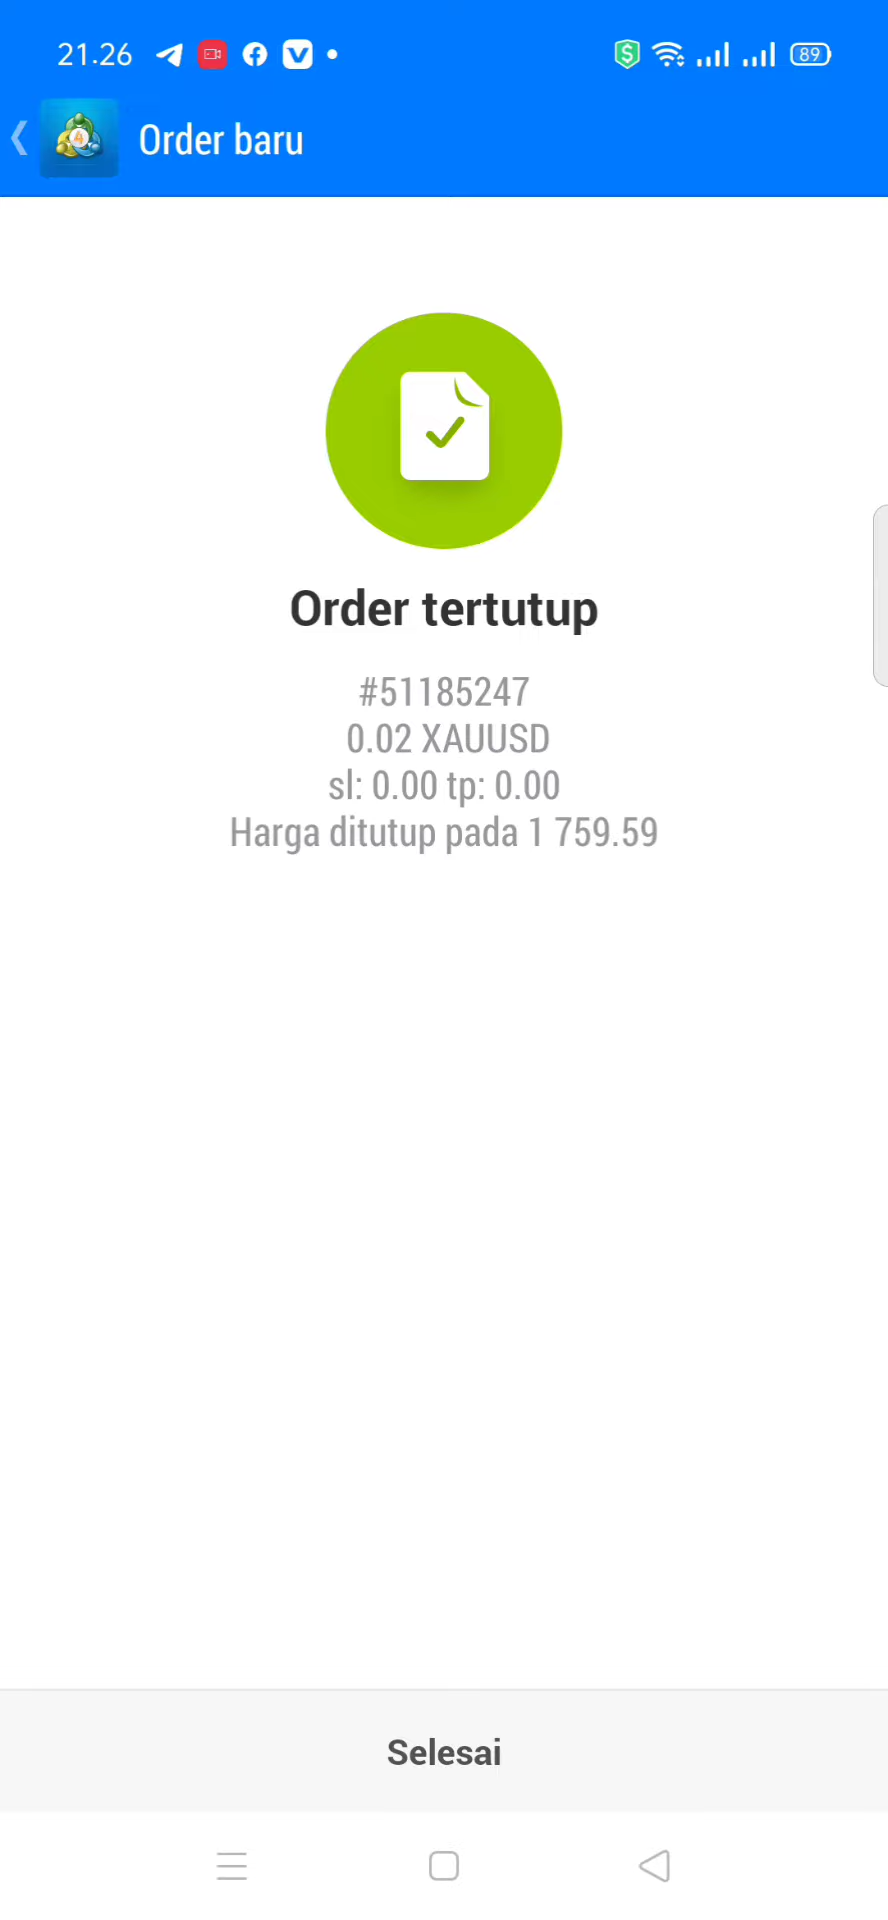 21.26
89
Order baru
Order tertutup
#51185247
0.02 XAUUSD
sl: 0.00 tp: 0.00
Harga ditutup pada 1 759.59
Selesai